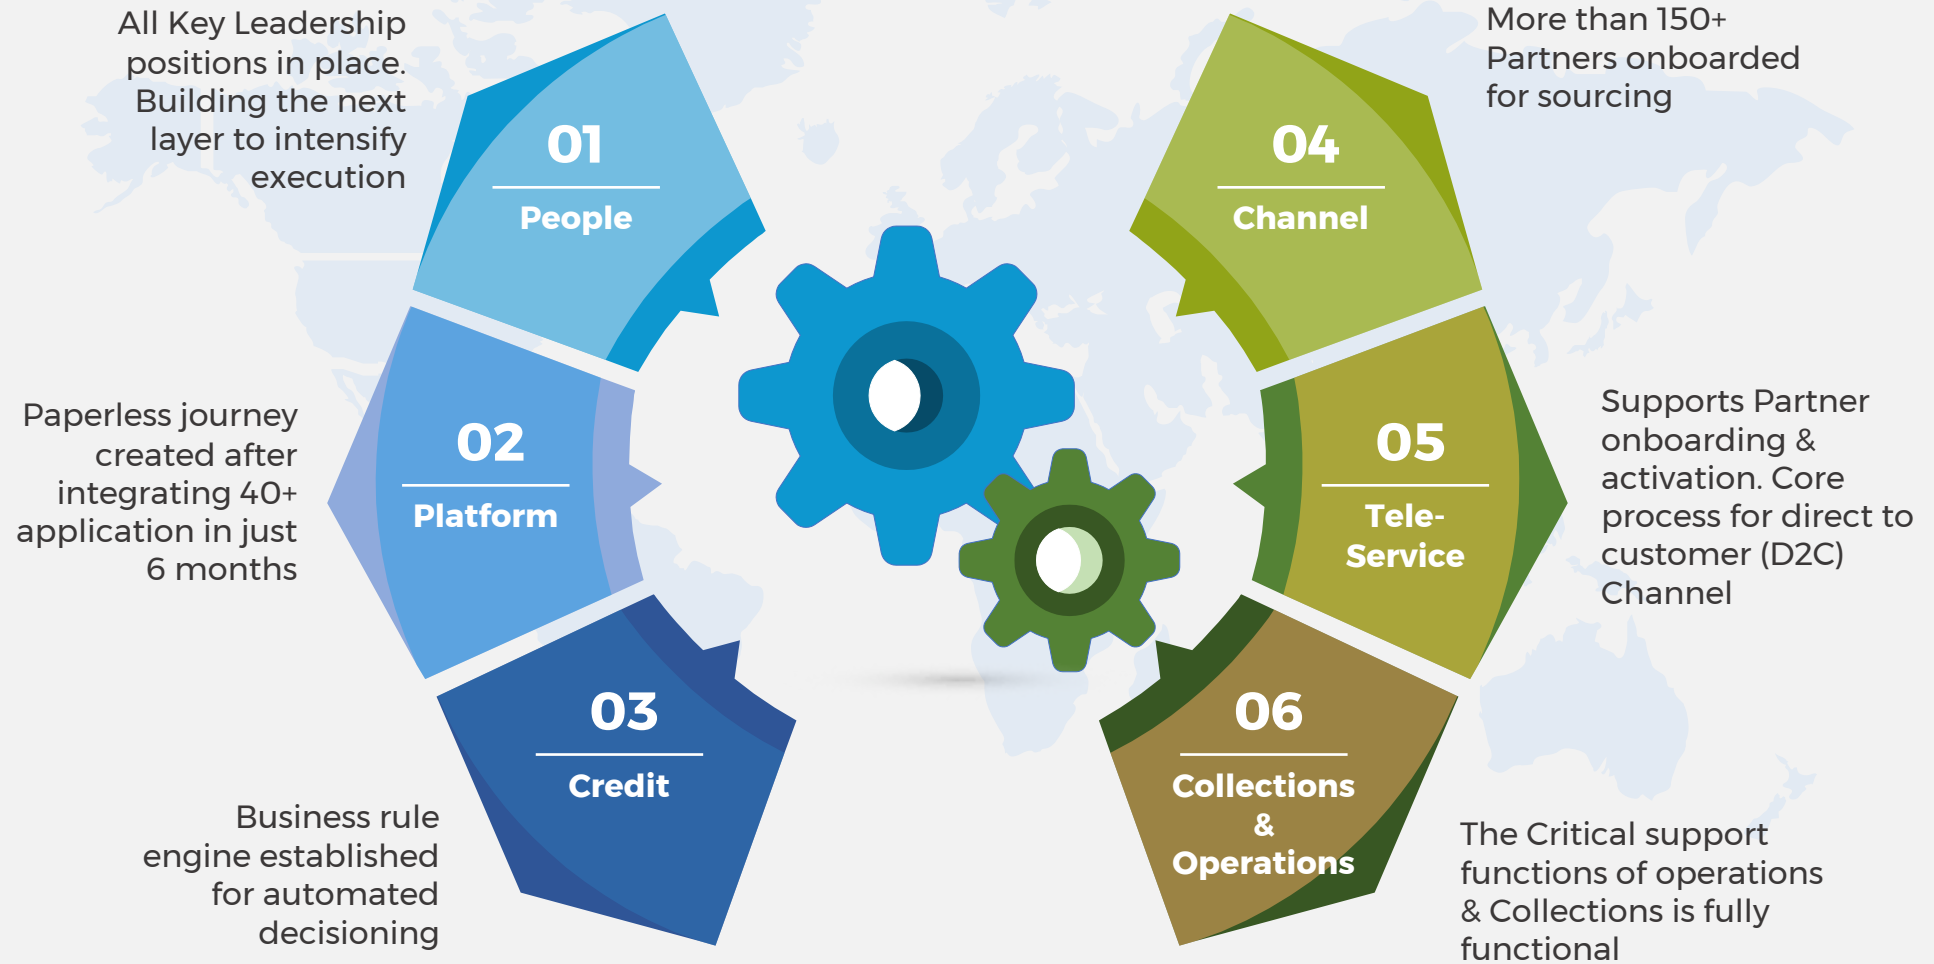 All Key Leadership
positions in place.
Building the next
layer to intensify
execution
01
People
Paperless journey
created after
integrating 40+
application in just
6 months
02
Platform
Business rule
engine established
for automated
decisioning
03
Credit
04
Channel
More than 150+
Partners onboarded
for sourcing
05
Tele-
Service
Supports Partner
onboarding &
activation. Core
process for direct to
customer (D2C)
Channel
06
Collections
&
Operations
The Critical support
functions of operations
& Collections is fully
functional